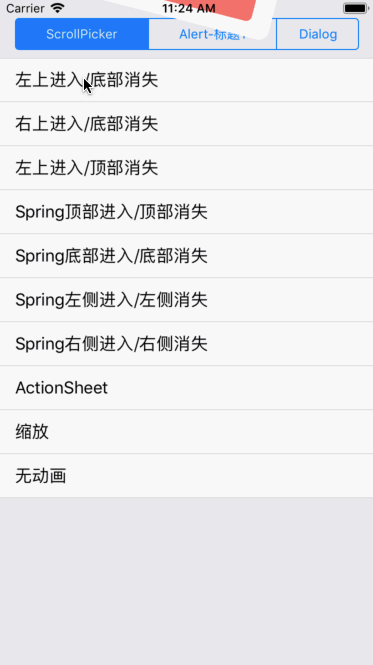 Carrier 11:24 AM
ScrollPicker Alert-标题1 Dialog
左上进入/底部消失
右上进入/底部消失
左上进入/顶部消失
Spring顶部进入/顶部消失
Spring底部进入/底部消失
Spring左侧进入/左侧消失
Spring右侧进入/右侧消失
ActionSheet
缩放
无动画